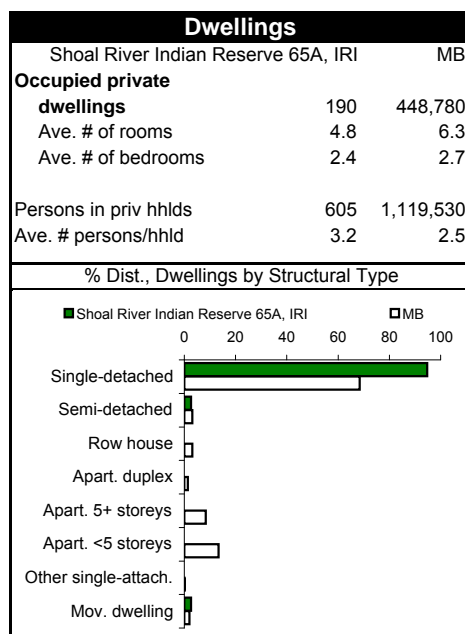 Dwellings
Shoal River Indian Reserve 65A, IRI MB
Occupied private
dwellings 190 448,780
Ave. # of rooms 4.8 6.3
Ave. # of bedrooms 2.4 2.7
Persons in priv hhlds 605 1,119,530
Ave. # persons/hhld 3.2 2.5
% Dist., Dwellings by Structural Type
Shoal River Indian Reserve 65A, IRI MB
0 20 40 60 80 100
Single-detached
Semi-detached
Row house
Apart. duplex
Apart. 5+ storeys
Apart. <5 storeys
Other single-attach.
Mov. dwelling